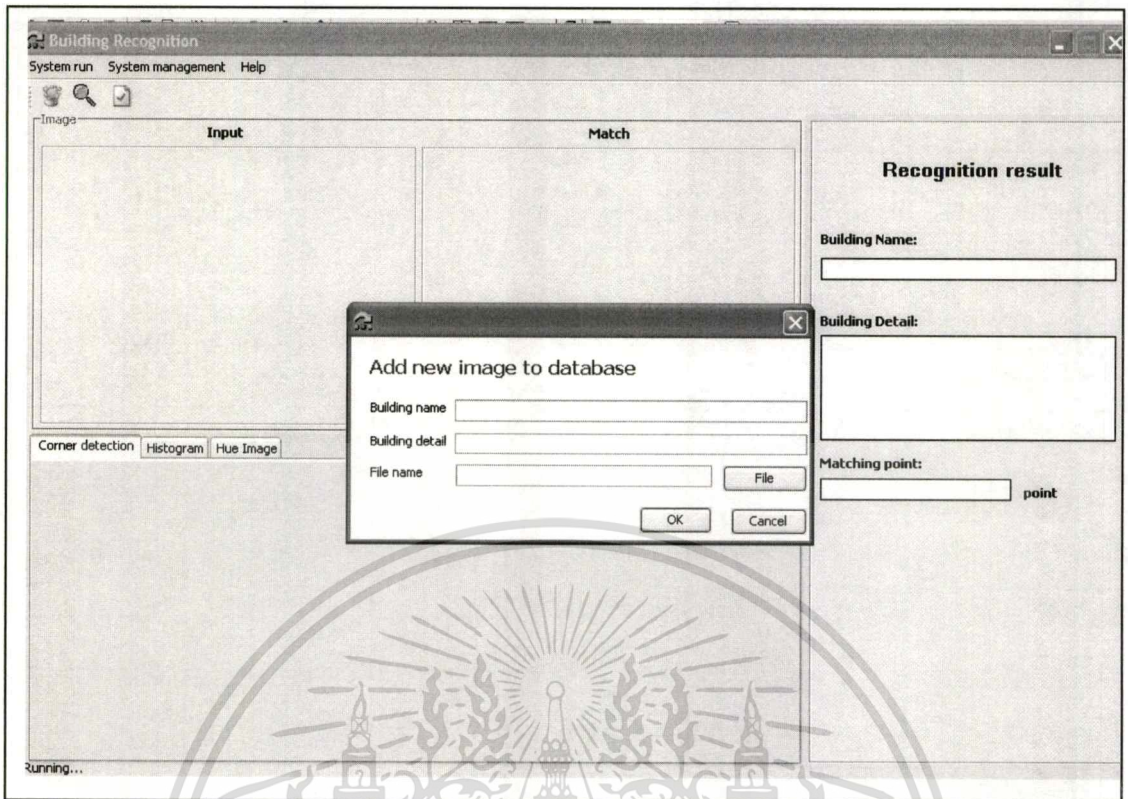 Building Recognition
System run System management Help
Image
Input
Match
Recognition result
Building Name:
Building Detail:
Matching point:
point
Add new image to database
Building name
Building detail
File name
File
OK Cancel
Corner detection Histogram Hue Image
Running...